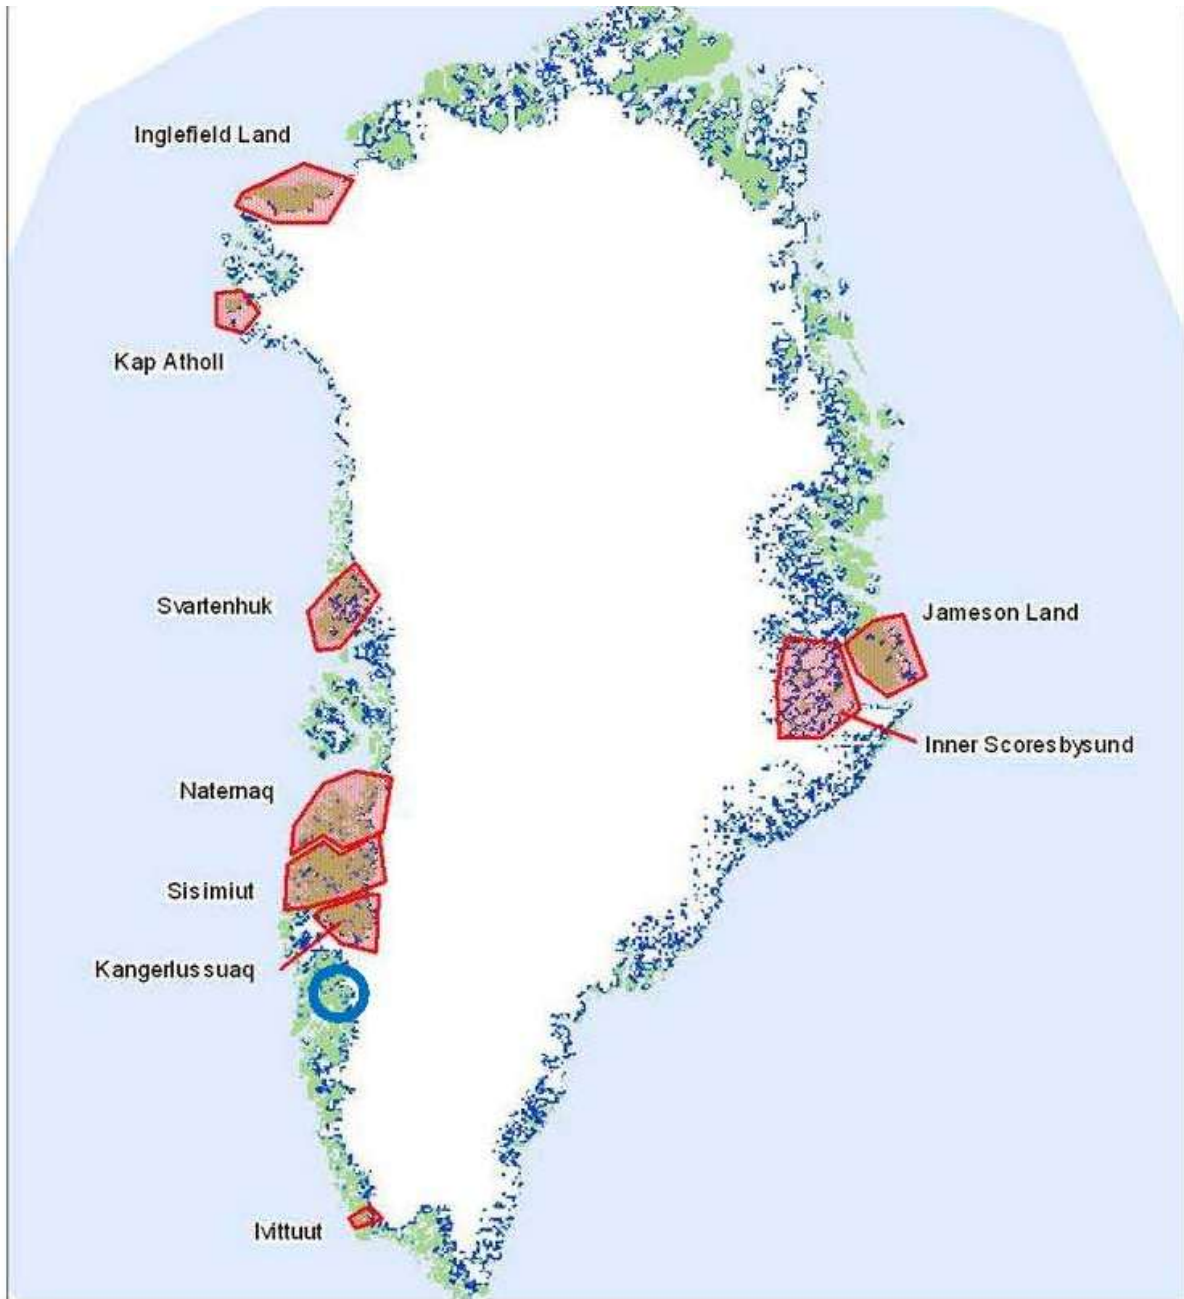 Inglefield Land
Kap Atholl
Svartenhuk
Jameson Land
Inner Scoresbysund
Naternaq
Sisimiut
Kangerlussuaq
Ivittuut